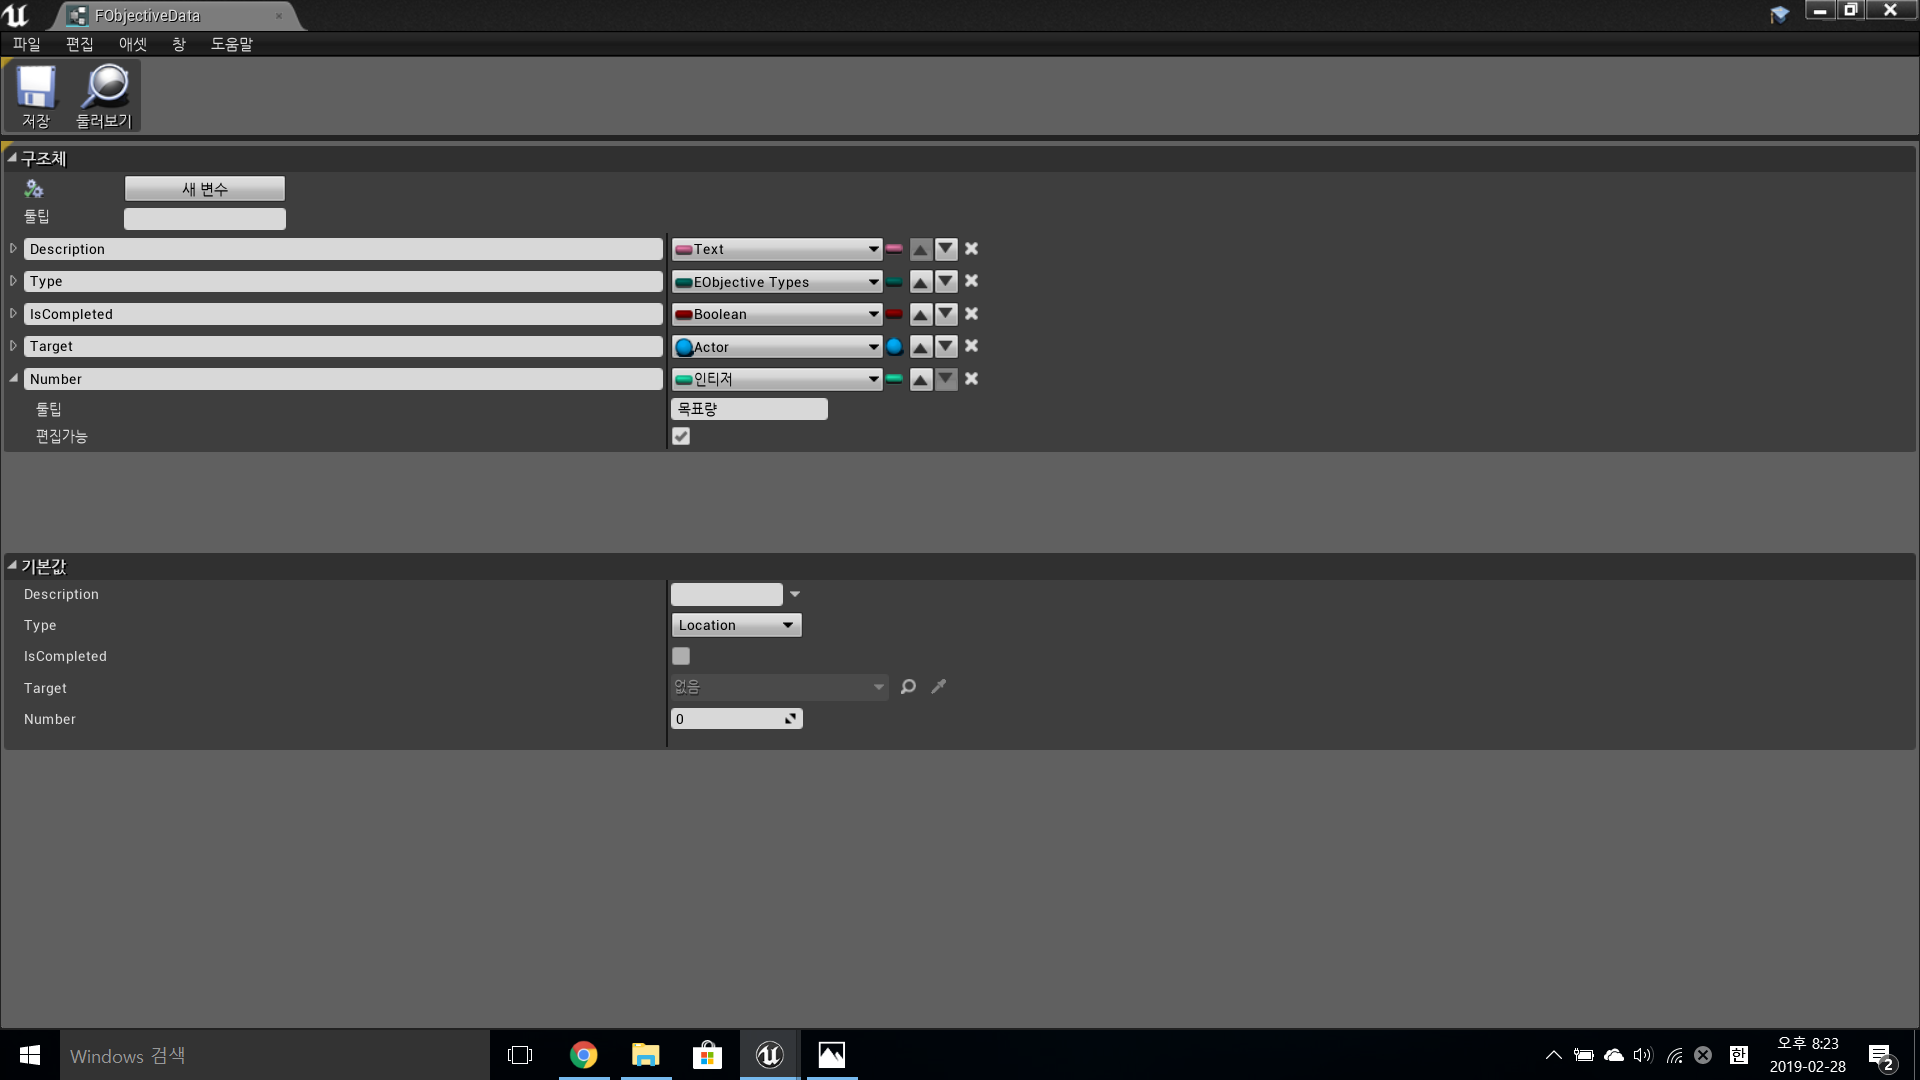 FObjectiveData
파일 편집 애셋 창 도움말
저장 둘러보기
구조체
새 변수
툴팁
Description Text
Type EObjective Types
IsCompleted Boolean
Target Actor
Number 인티저
툴팁 목표량
편집가능
기본값
Description
Type Location
IsCompleted
Target 없음
Number 0
Windows 검색
한
오후 8:23
2019-02-28
2